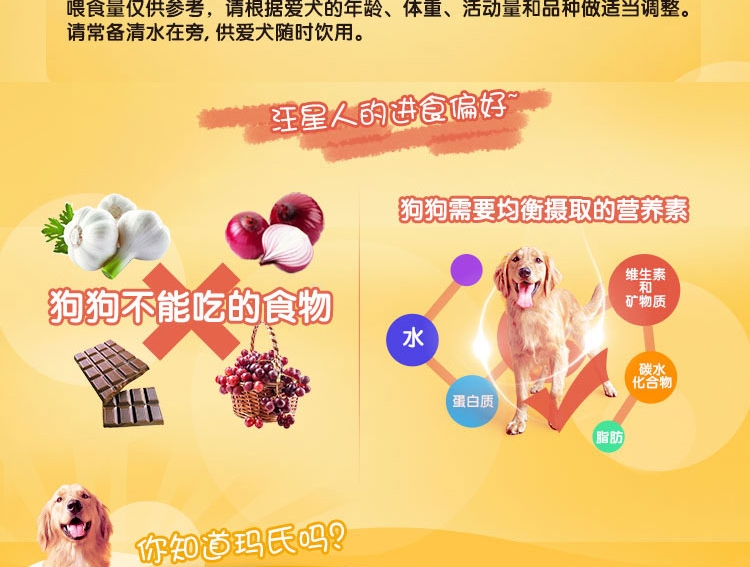 喂食量仅供参考，请根据爱犬的年龄、体重、活动量和品种做适当调整。
请常备清水在旁,供爱犬随时饮用。
汪星人的进食偏好~
狗狗不能吃的食物
狗狗需要均衡摄取的营养素
维生素
和
矿物质
水
碳水
化合物
蛋白质
脂肪
你知道玛氏吗?